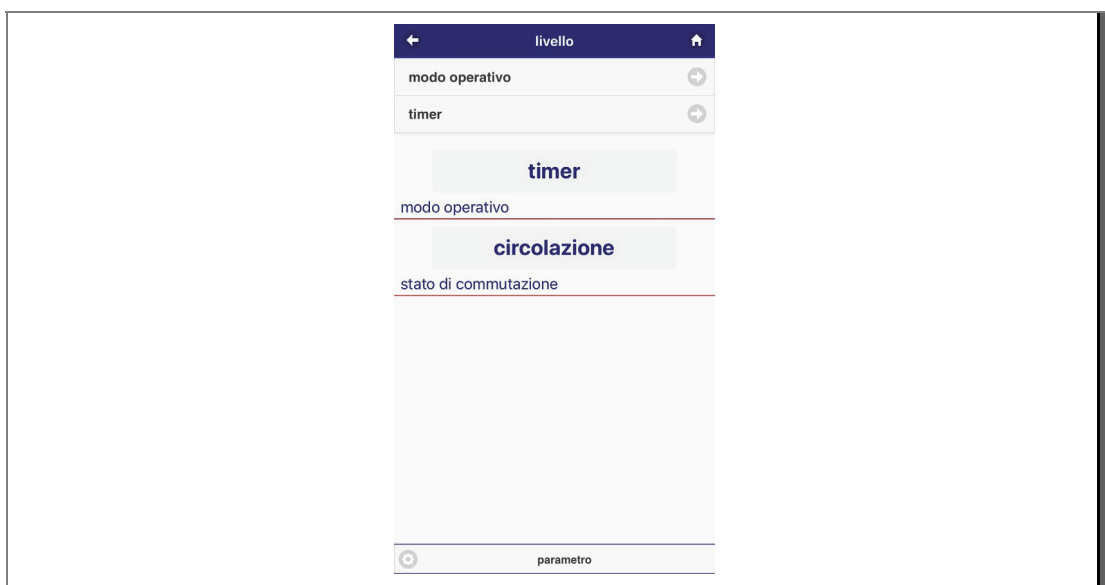 livello
modo operativo
timer
timer
modo operativo
circolazione
stato di commutazione
parametro